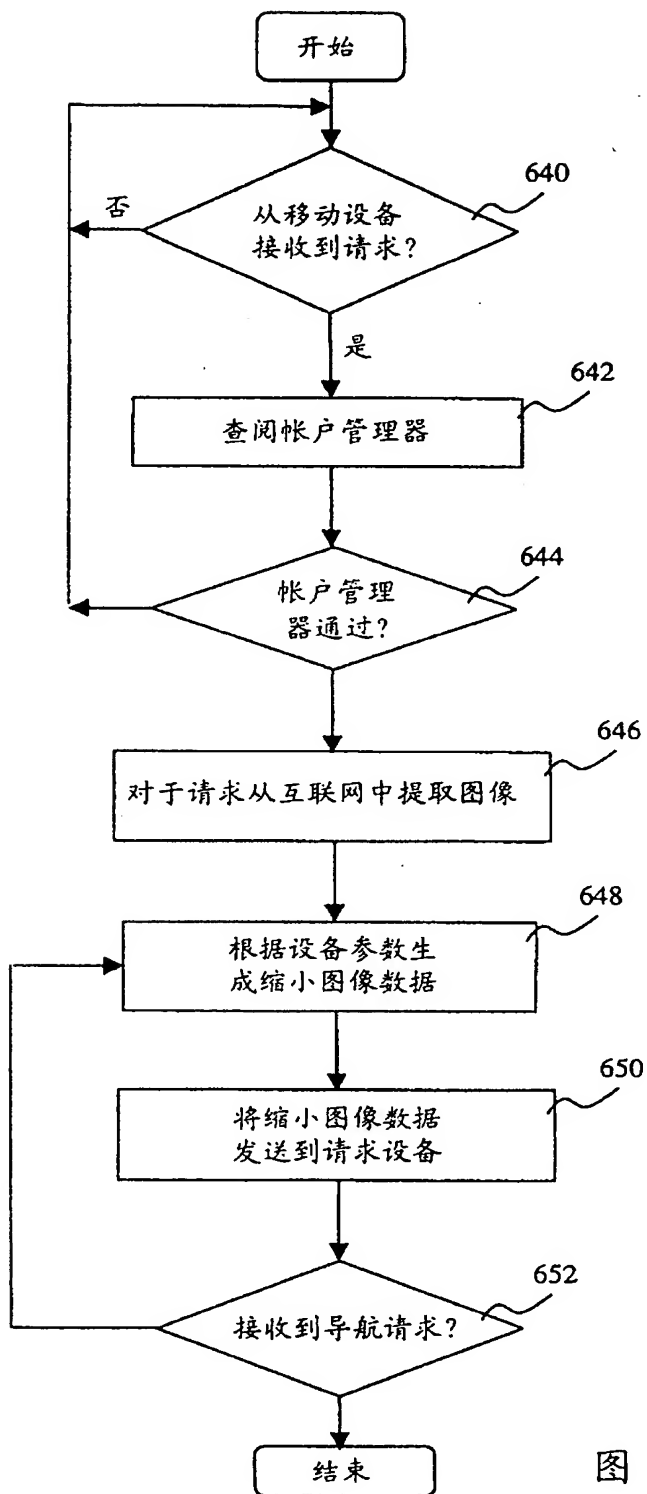 开始
640
从移动设备
接收到请求?
否
是
642
查阅帐户管理器
644
帐户管理
器通过?
646
对于请求从互联网中提取图像
648
根据设备参数生
成缩小图像数据
650
将缩小图像数据
发送到请求设备
652
接收到导航请求?
结束
图